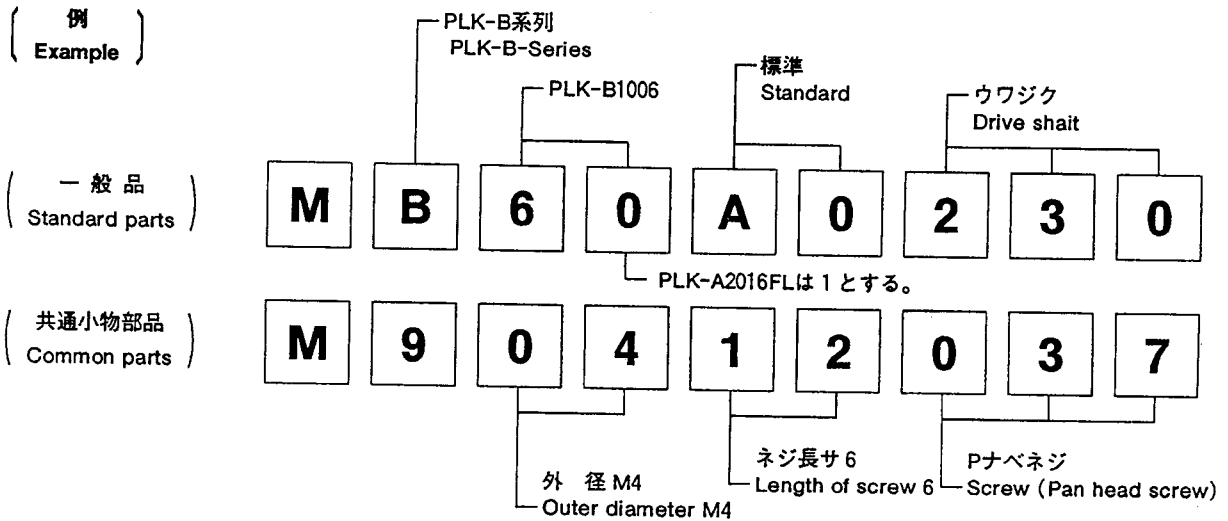 例
Example
PLK-B系列
PLK-B-Series
PLK-B1006
標準
Standard
ウワジク
Drive shait
一 般 品
Standard parts
M B 6 0 A 0 2 3 0
PLK-A2016FLは 1 とする。
共通小物部品
Common parts
M 9 0 4 1 2 0 3 7
外 径 M4
Outer diameter M4
ネジ長サ 6
Length of screw 6
Pナベネジ
Screw (Pan head screw)